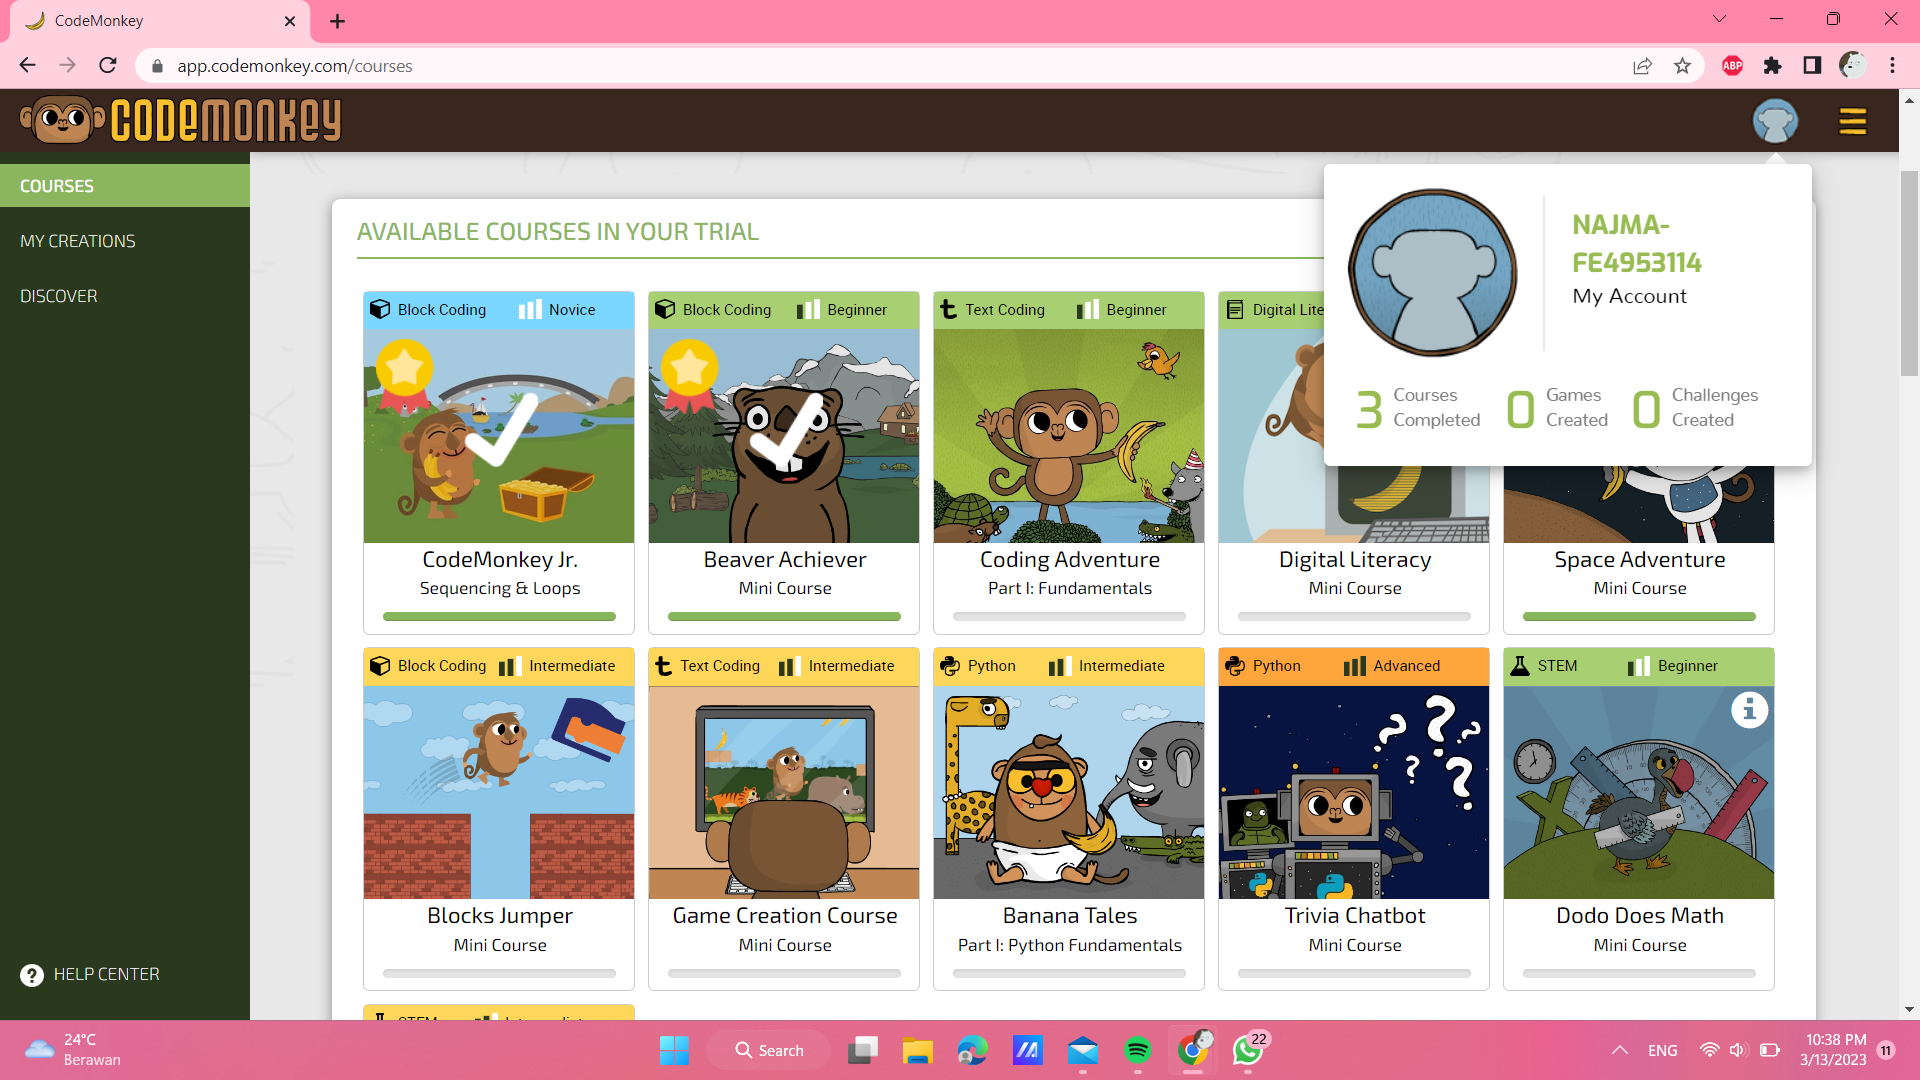 CodeMonkey
app.codemonkey.com/courses
ABP
CODEMONKEY
COURSES
MY CREATIONS
DISCOVER
HELP CENTER
AVAILABLE COURSES IN YOUR TRIAL
NAJMA-
FE4953114
My Account
3 Courses Completed
0 Games Created
0 Challenges Created
Block Coding Novice
CodeMonkey Jr.
Sequencing & Loops
Block Coding Beginner
Beaver Achiever
Mini Course
Text Coding Beginner
Coding Adventure
Part I: Fundamentals
Digital Lite
Digital Literacy
Mini Course
Space Adventure
Mini Course
Block Coding Intermediate
Blocks Jumper
Mini Course
Text Coding Intermediate
Game Creation Course
Mini Course
Python Intermediate
Banana Tales
Part I: Python Fundamentals
Python Advanced
Trivia Chatbot
Mini Course
STEM Beginner
Dodo Does Math
Mini Course
24°C
Berawan
Search
22
ENG
10:38 PM
3/13/2023
11